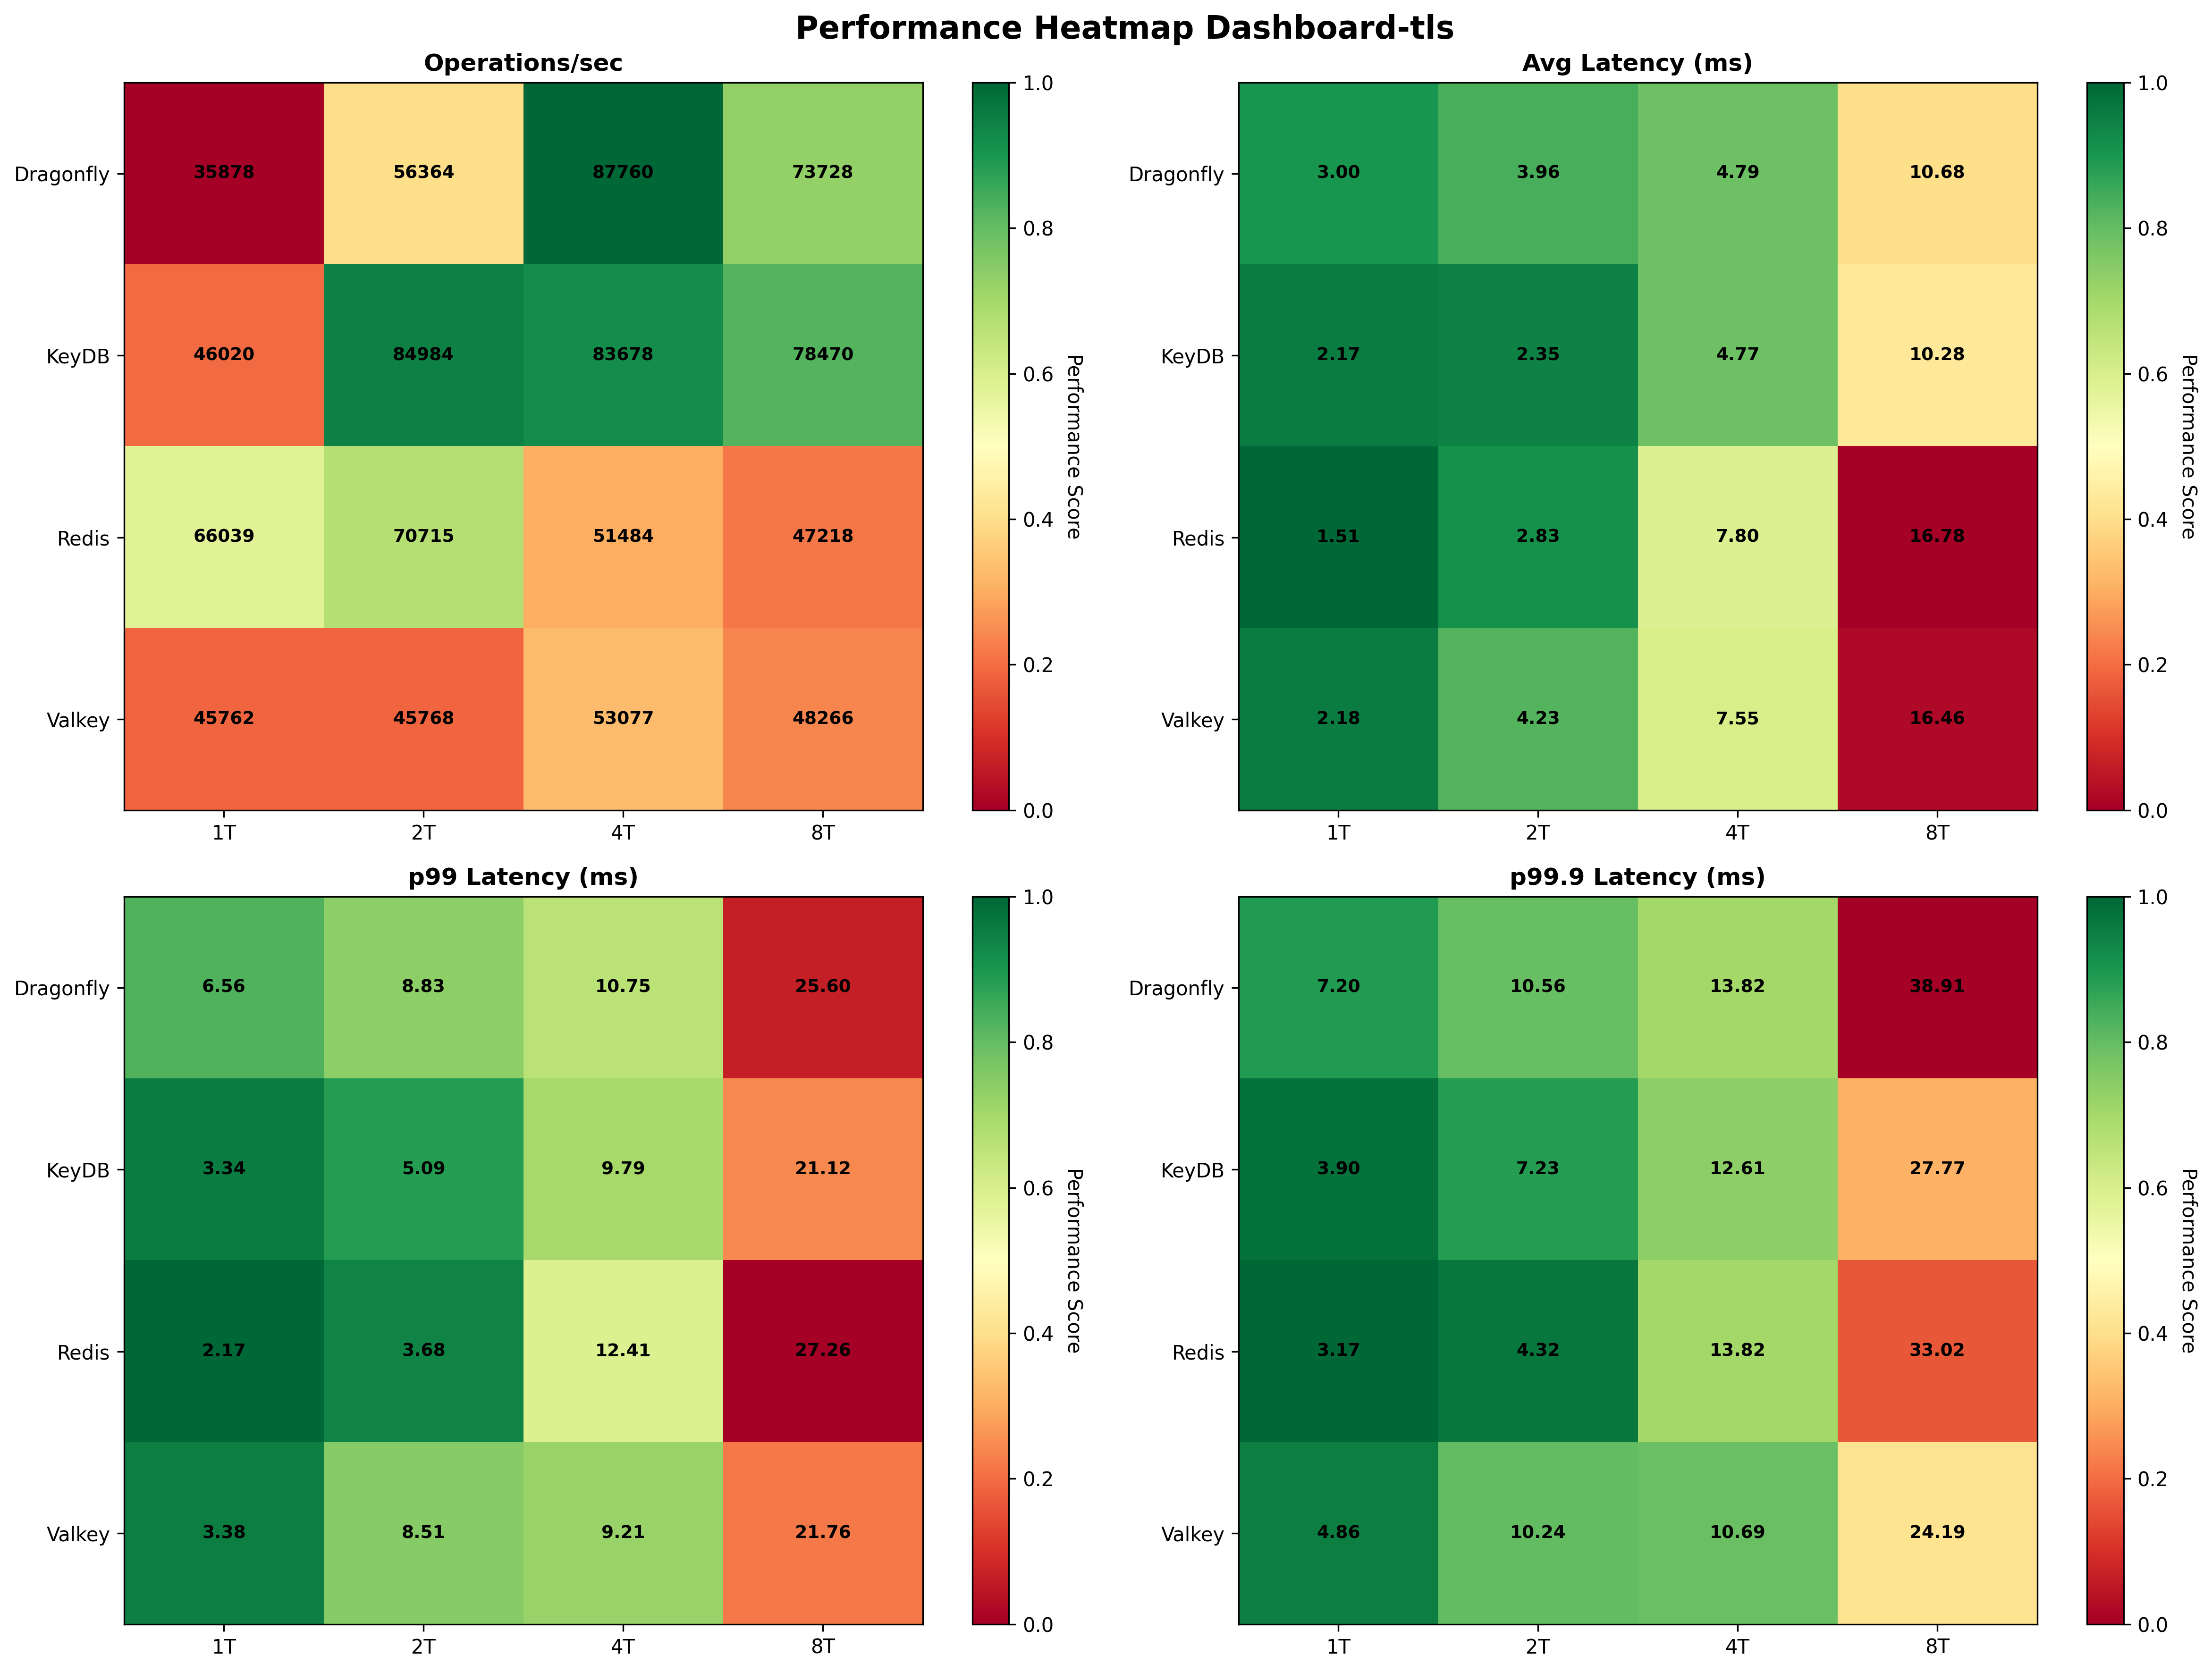 Performance Heatmap Dashboard-tls
Operations/sec
Dragonfly 35878 56364 87760 73728
KeyDB 46020 84984 83678 78470
Redis 66039 70715 51484 47218
Valkey 45762 45768 53077 48266
1T 2T 4T 8T
1.0
0.8
0.6
0.4
0.2
0.0
Performance Score
Avg Latency (ms)
Dragonfly 3.00 3.96 4.79 10.68
KeyDB 2.17 2.35 4.77 10.28
Redis 1.51 2.83 7.80 16.78
Valkey 2.18 4.23 7.55 16.46
1T 2T 4T 8T
1.0
0.8
0.6
0.4
0.2
0.0
Performance Score
p99 Latency (ms)
Dragonfly 6.56 8.83 10.75 25.60
KeyDB 3.34 5.09 9.79 21.12
Redis 2.17 3.68 12.41 27.26
Valkey 3.38 8.51 9.21 21.76
1T 2T 4T 8T
1.0
0.8
0.6
0.4
0.2
0.0
Performance Score
p99.9 Latency (ms)
Dragonfly 7.20 10.56 13.82 38.91
KeyDB 3.90 7.23 12.61 27.77
Redis 3.17 4.32 13.82 33.02
Valkey 4.86 10.24 10.69 24.19
1T 2T 4T 8T
1.0
0.8
0.6
0.4
0.2
0.0
Performance Score